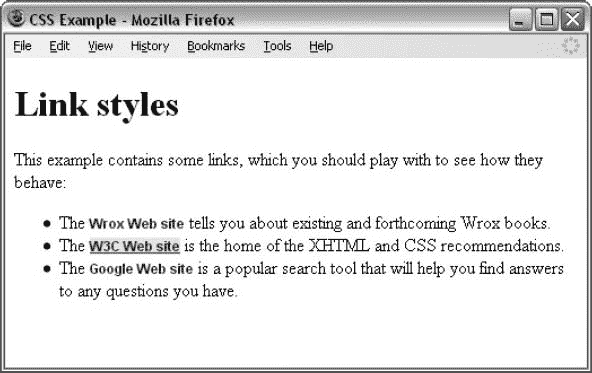 CSS Example - Mozilla Firefox
File Edit View History Bookmarks Tools Help
Link styles
This example contains some links, which you should play with to see how they
behave:
• The Wrox Web site tells you about existing and forthcoming Wrox books.
• The W3C Web site is the home of the XHTML and CSS recommendations.
• The Google Web site is a popular search tool that will help you find answers
to any questions you have.